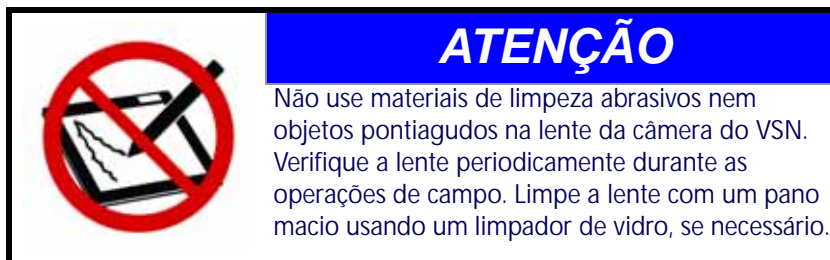 ATENÇÃO
Não use materiais de limpeza abrasivos nem
objetos pontiagudos na lente da câmera do VSN.
Verifique a lente periodicamente durante as
operações de campo. Limpe a lente com um pano
macio usando um limpador de vidro, se necessário.